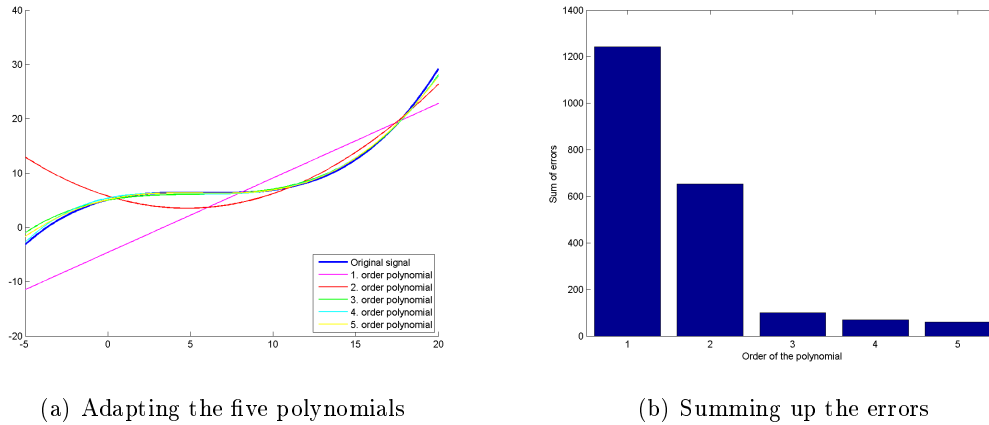 40
30
20
10
0
-10
-20
-5
0
5
10
15
20
Original signal
1. order polynomial
2. order polynomial
3. order polynomial
4. order polynomial
5. order polynomial
(a) Adapting the five polynomials
1400
1200
1000
800
600
400
200
0
Sum of errors
1
2
3
4
5
Order of the polynomial
(b) Summing up the errors